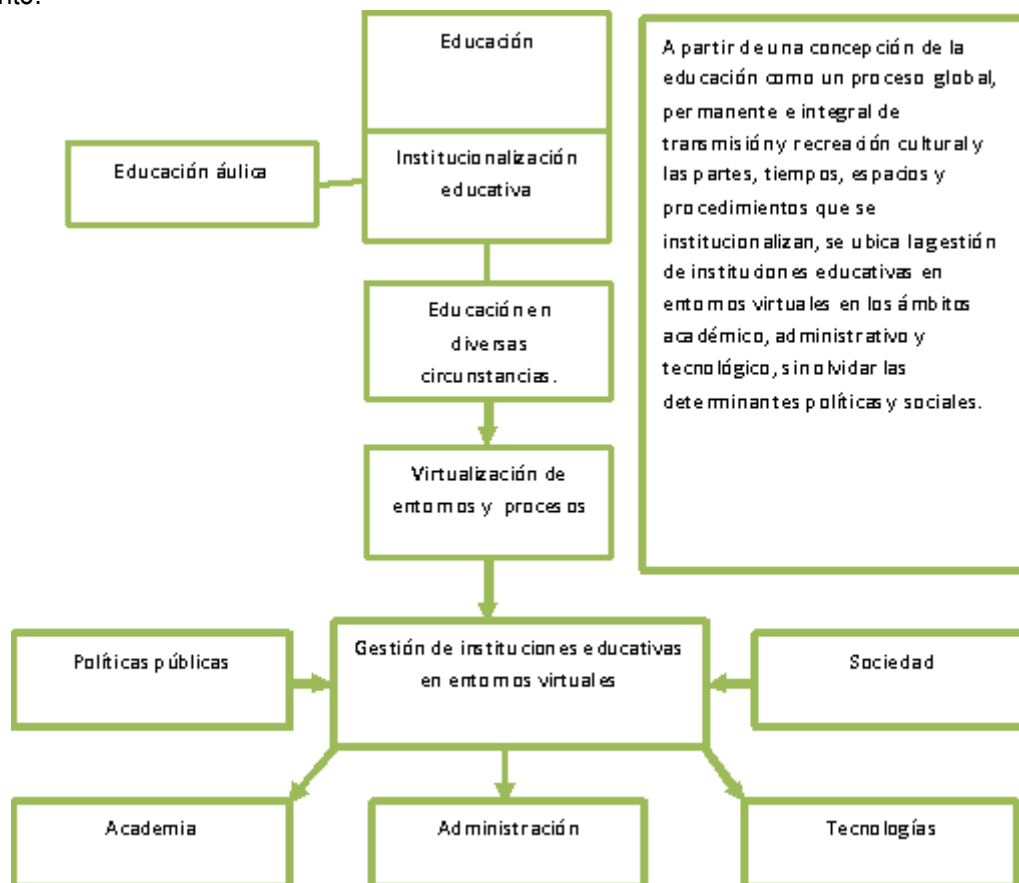 nto.
Educación
Institucionalización
educativa
Educación áulica
Educación en
diversas
circunstancias.
Virtualización de
entornos y procesos
Gestión de instituciones educativas
en entornos virtuales
Políticas públicas
Sociedad
Academia
Administración
Tecnologías
A partir de una concepción de la
educación como un proceso global,
permanente e integral de
transmisión y recreación cultural y
las partes, tiempos, espacios y
procedimientos que se
institucionalizan, se ubica la gestión
de instituciones educativas en
entornos virtuales en los ámbitos
académico, administrativo y
tecnológico, sin olvidar las
determinantes políticas y sociales.